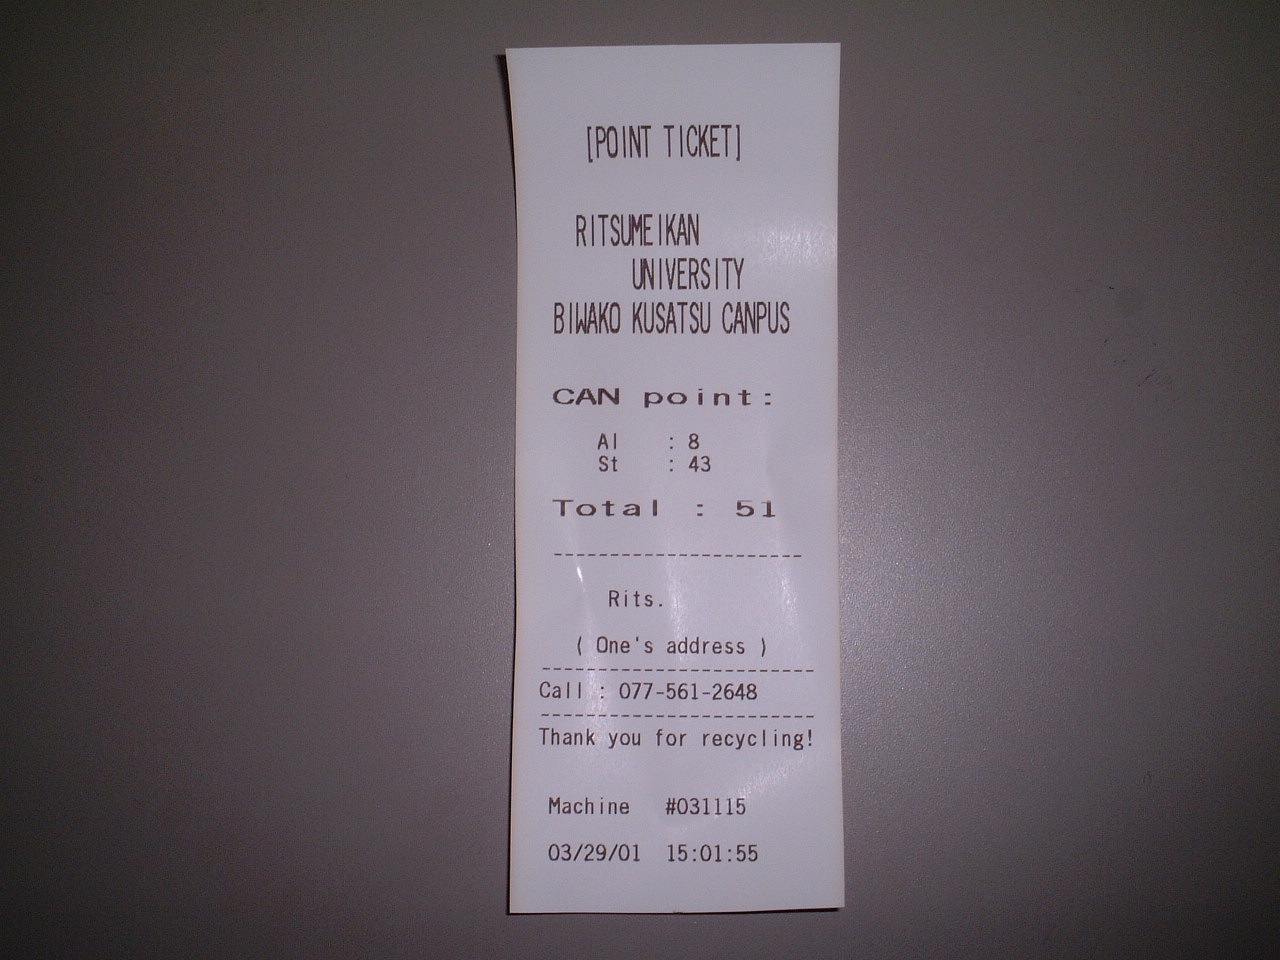 [POINT TICKET]
RITSUMEIKAN
UNIVERSITY
BIWAKO KUSATSU CANPUS
CAN point:
Al : 8
St : 43
Total : 51
----------------------
Rits.
( One's address )
------------------------
Call : 077-561-2648
------------------------
Thank you for recycling!
Machine #031115
03/29/01 15:01:55